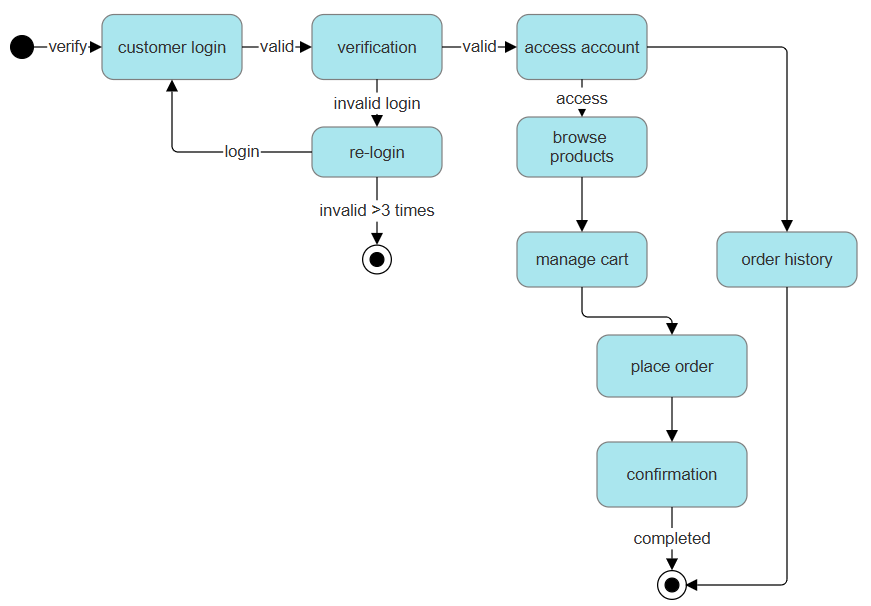 verify
customer login
valid
verification
valid
access account
invalid login
access
re-login
login
browse
products
invalid >3 times
manage cart
order history
place order
confirmation
completed